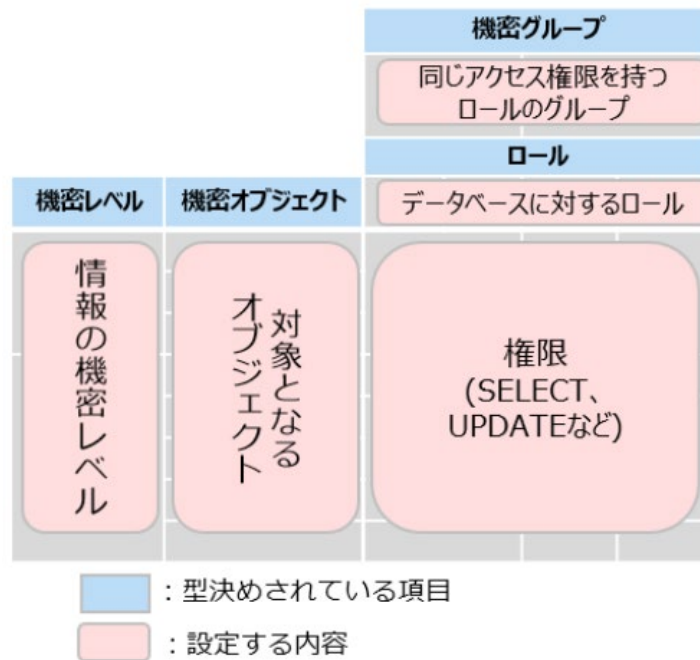 機密グループ
同じアクセス権限を持つ
ロールのグループ
ロール
機密レベル
機密オブジェクト
データベースに対するロール
情報の機密レベル
対象となる
オブジェクト
権限
(SELECT、
UPDATEなど)
：型決めされている項目
：設定する内容